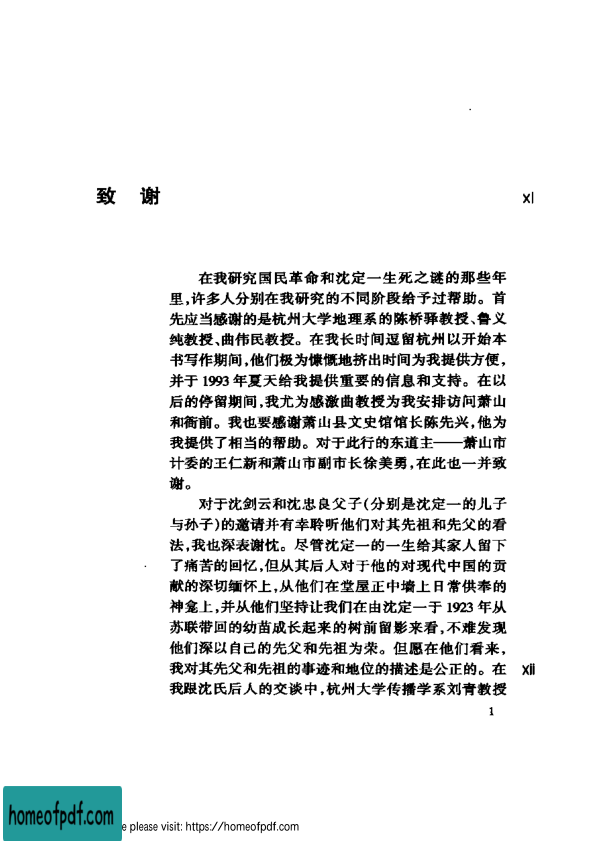 致 谢
xi
在我研究国民革命和沈定一生死之谜的那些年
里,许多人分别在我研究的不同阶段给予过帮助。首
先应当感谢的是杭州大学地理系的陈桥驿教授、鲁义
纯教授、曲伟民教授。在我长时间逗留杭州以开始本
书写作期间,他们极为慷慨地挤出时间为我提供方便,
并于 1993 年夏天给我提供重要的信息和支持。在以
后的停留期间,我尤为感激曲教授为我安排访问萧山
和衙前。我也要感谢萧山县文史馆馆长陈先兴,他为
我提供了相当的帮助。对于此行的东道主——萧山市
计委的王仁新和萧山市副市长徐美勇,在此也一并致
谢。
对于沈剑云和沈忠良父子(分别是沈定一的儿子
与孙子)的邀请并有幸聆听他们对其先祖和先父的看
法,我也深表谢忱。尽管沈定一的一生给其家人留下
了痛苦的回忆,但从其后人对于他的对现代中国的贡
献的深切缅怀上,从他们在堂屋正中墙上日常供奉的
神龛上,并从他们坚持让我们在由沈定一于 1923 年从
苏联带回的幼苗成长起来的树前留影来看,不难发现
他们深以自己的先父和先祖为荣。但愿在他们看来,
我对其先父和先祖的事迹和地位的描述是公正的。在
xii
我跟沈氏后人的交谈中,杭州大学传播学系刘青教授
1
homeofpdf.com
e please visit: https://homeofpdf.com